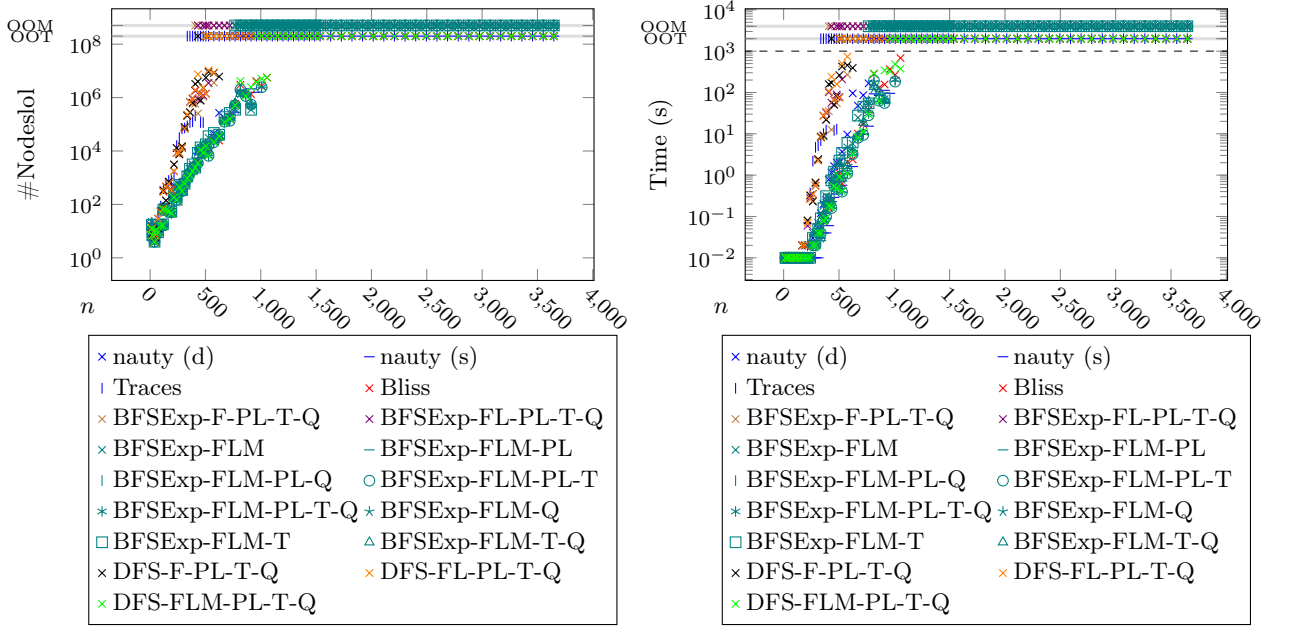 OOM
OOT
10^8
10^6
10^4
10^2
10^0
#Nodeslol
n
0
500
1,000
1,500
2,000
2,500
3,000
3,500
4,000
nauty (d)
nauty (s)
Traces
Bliss
BFSExp-F-PL-T-Q
BFSExp-FL-PL-T-Q
BFSExp-FLM
BFSExp-FLM-PL
BFSExp-FLM-PL-Q
BFSExp-FLM-PL-T
BFSExp-FLM-PL-T-Q
BFSExp-FLM-Q
BFSExp-FLM-T
BFSExp-FLM-T-Q
DFS-F-PL-T-Q
DFS-FL-PL-T-Q
DFS-FLM-PL-T-Q
10^4
OOM
OOT
10^3
10^2
10^1
10^0
10^−1
10^−2
Time (s)
n
0
500
1,000
1,500
2,000
2,500
3,000
3,500
4,000
nauty (d)
nauty (s)
Traces
Bliss
BFSExp-F-PL-T-Q
BFSExp-FL-PL-T-Q
BFSExp-FLM
BFSExp-FLM-PL
BFSExp-FLM-PL-Q
BFSExp-FLM-PL-T
BFSExp-FLM-PL-T-Q
BFSExp-FLM-Q
BFSExp-FLM-T
BFSExp-FLM-T-Q
DFS-F-PL-T-Q
DFS-FL-PL-T-Q
DFS-FLM-PL-T-Q